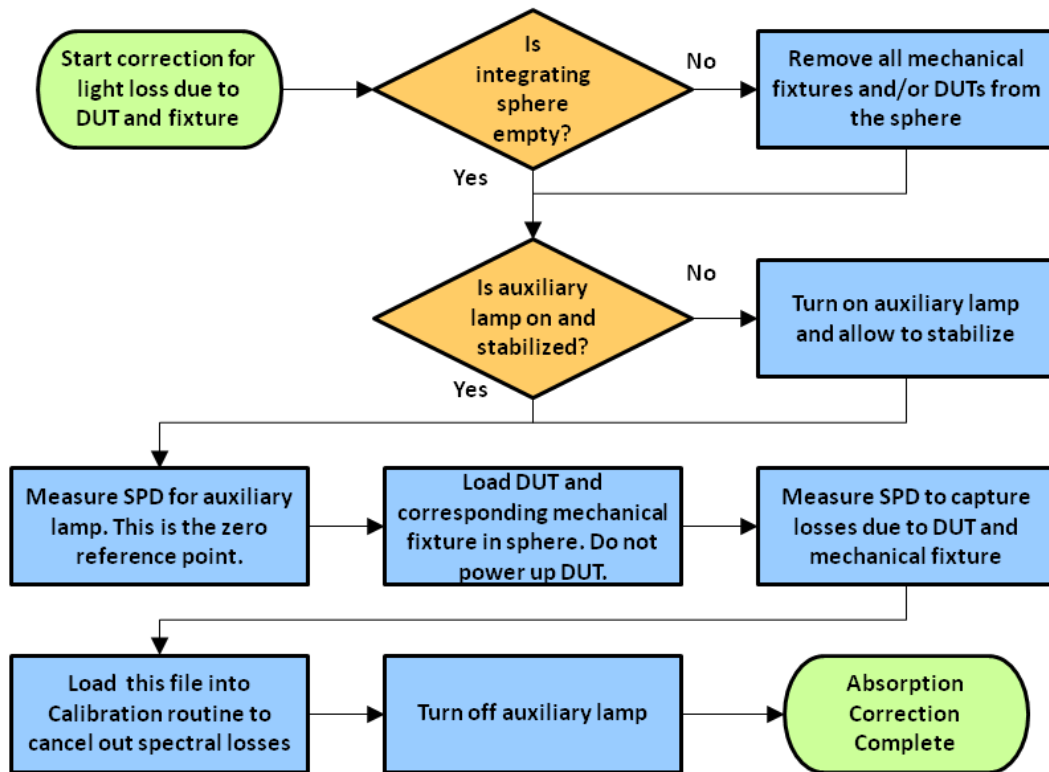 Start correction for
light loss due to
DUT and fixture
Is
integrating
sphere
empty?
No
Remove all mechanical
fixtures and/or DUTs from
the sphere
Yes
Is auxiliary
lamp on and
stabilized?
No
Turn on auxiliary lamp
and allow to stabilize
Yes
Measure SPD for auxiliary
lamp. This is the zero
reference point.
Load DUT and
corresponding mechanical
fixture in sphere. Do not
power up DUT.
Measure SPD to capture
losses due to DUT and
mechanical fixture
Load this file into
Calibration routine to
cancel out spectral losses
Turn off auxiliary lamp
Absorption
Correction
Complete